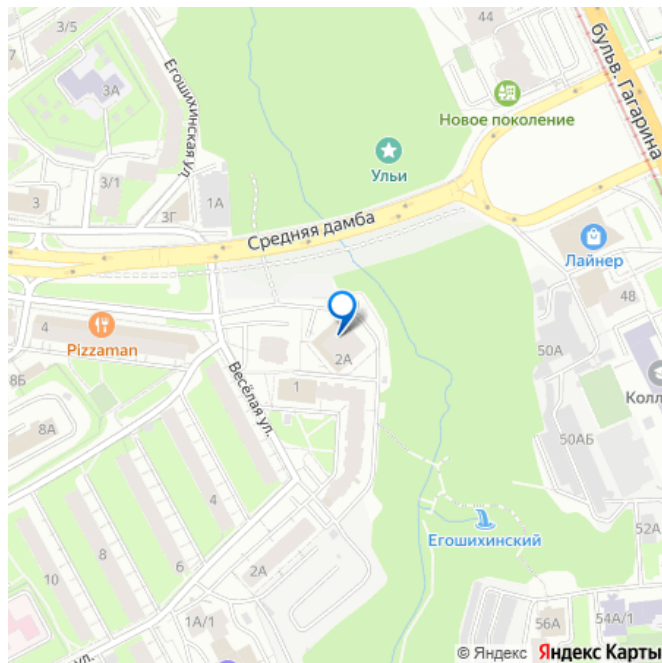 3/5
44
7
3А
Егошихинская ул.
бульв. Гагарина
Новое поколение
Ульи
3/1
3
3Г
1А
Средняя дамба
Лайнер
48
4
Pizzaman
2А
50А
8Б
1
Весёлая ул.
Колл
8А
50АБ
4
8
6
Егошихинский
52А
10
2А
1А/1
56А
54А/1
ул.
© Яндекс Яндекс Карты